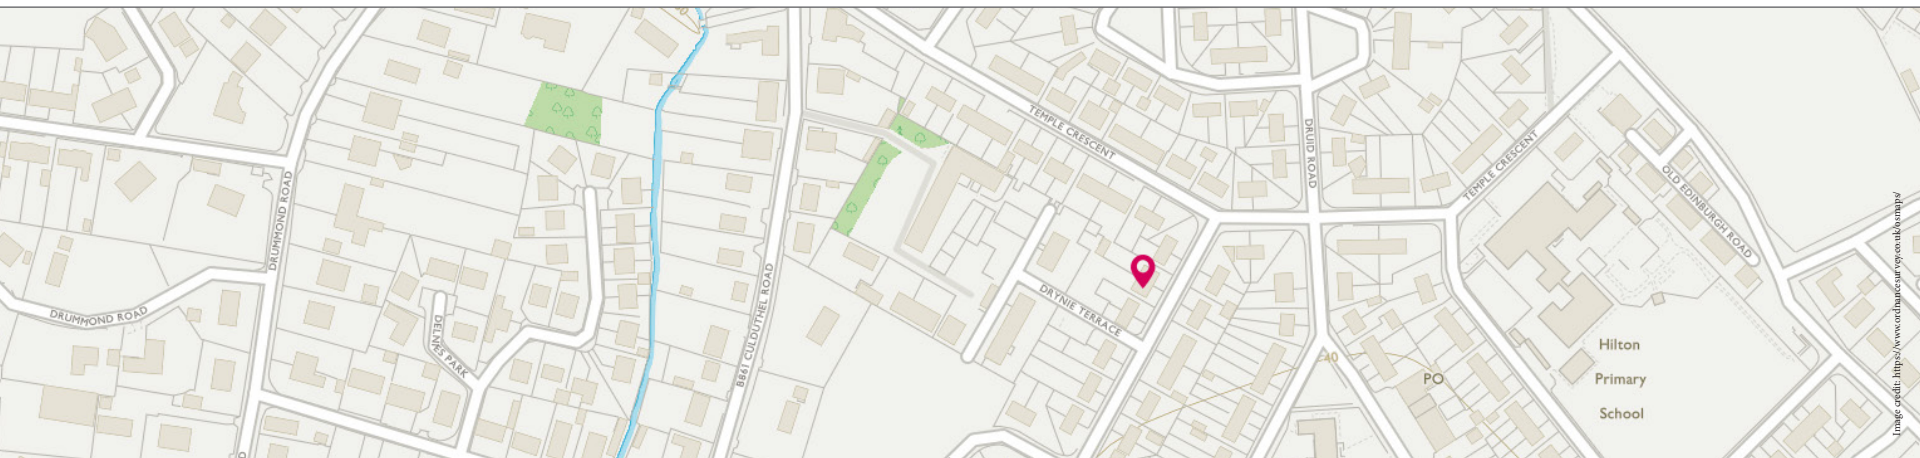 TEMPLE CRESCENT
DRUID ROAD
TEMPLE CRESCENT
OLD EDINBURGH ROAD
DRUMMOND ROAD
DRUMMOND ROAD
DELNIES PARK
B861 CULDUTHEL ROAD
DRYNIE TERRACE
40
PO
Hilton
Primary
School
Image credit: https://www.ordnancesurvey.co.uk/osmaps/